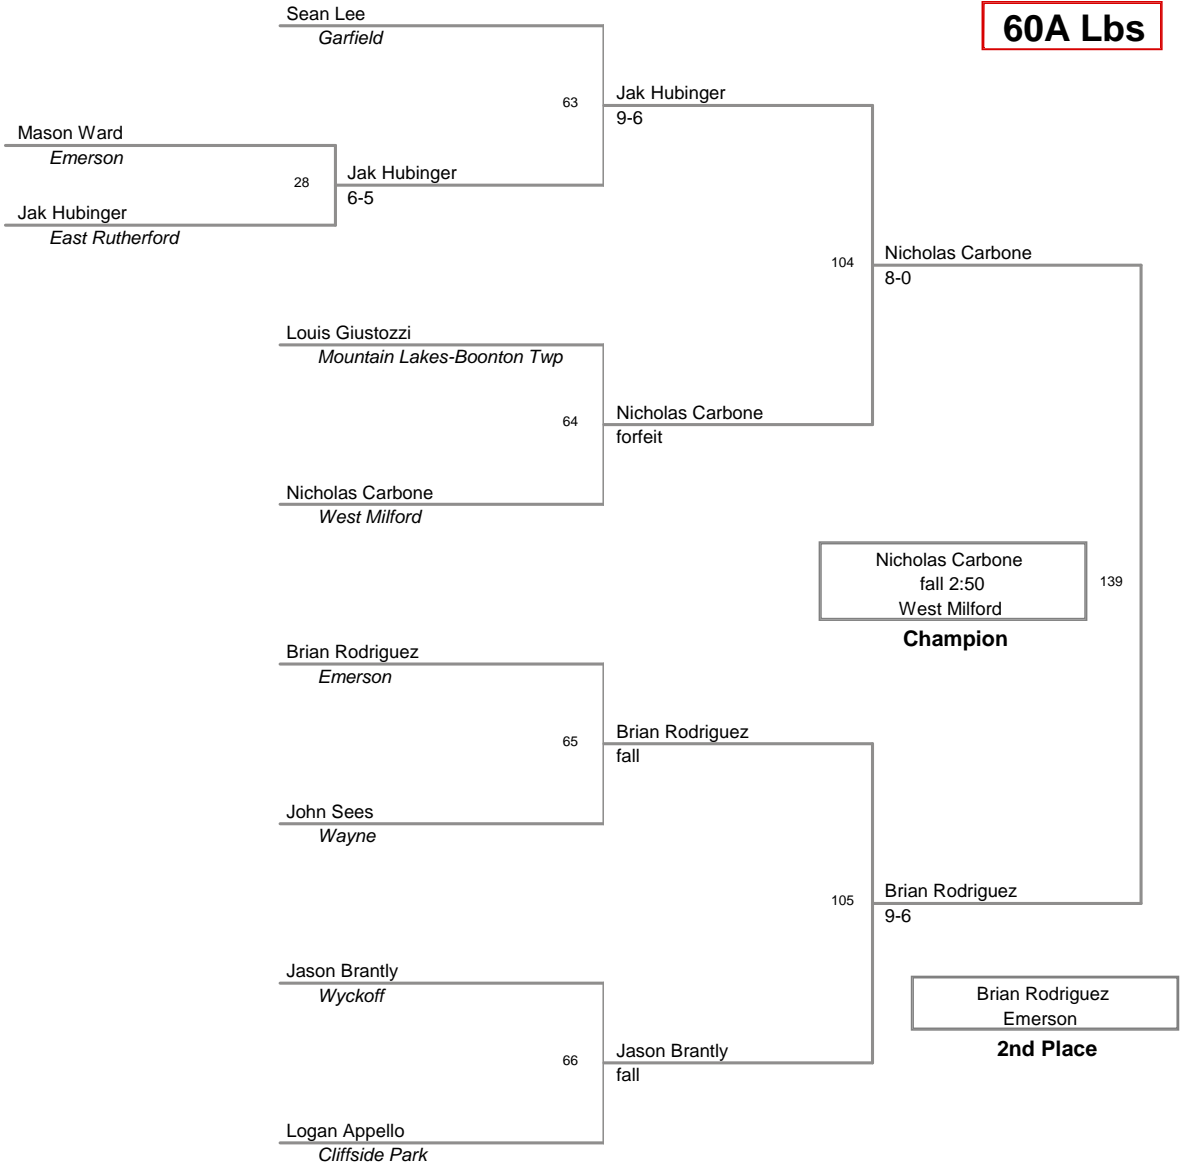 Sean Lee
Garfield
60A Lbs
63
Jak Hubinger
9-6
Mason Ward
Emerson
28
Jak Hubinger
6-5
Jak Hubinger
East Rutherford
104
Nicholas Carbone
8-0
Louis Giustozzi
Mountain Lakes-Boonton Twp
64
Nicholas Carbone
forfeit
Nicholas Carbone
West Milford
Nicholas Carbone
fall 2:50
West Milford
139
Champion
Brian Rodriguez
Emerson
65
Brian Rodriguez
fall
John Sees
Wayne
105
Brian Rodriguez
9-6
Jason Brantly
Wyckoff
Brian Rodriguez
Emerson
2nd Place
66
Jason Brantly
fall
Logan Appello
Cliffside Park